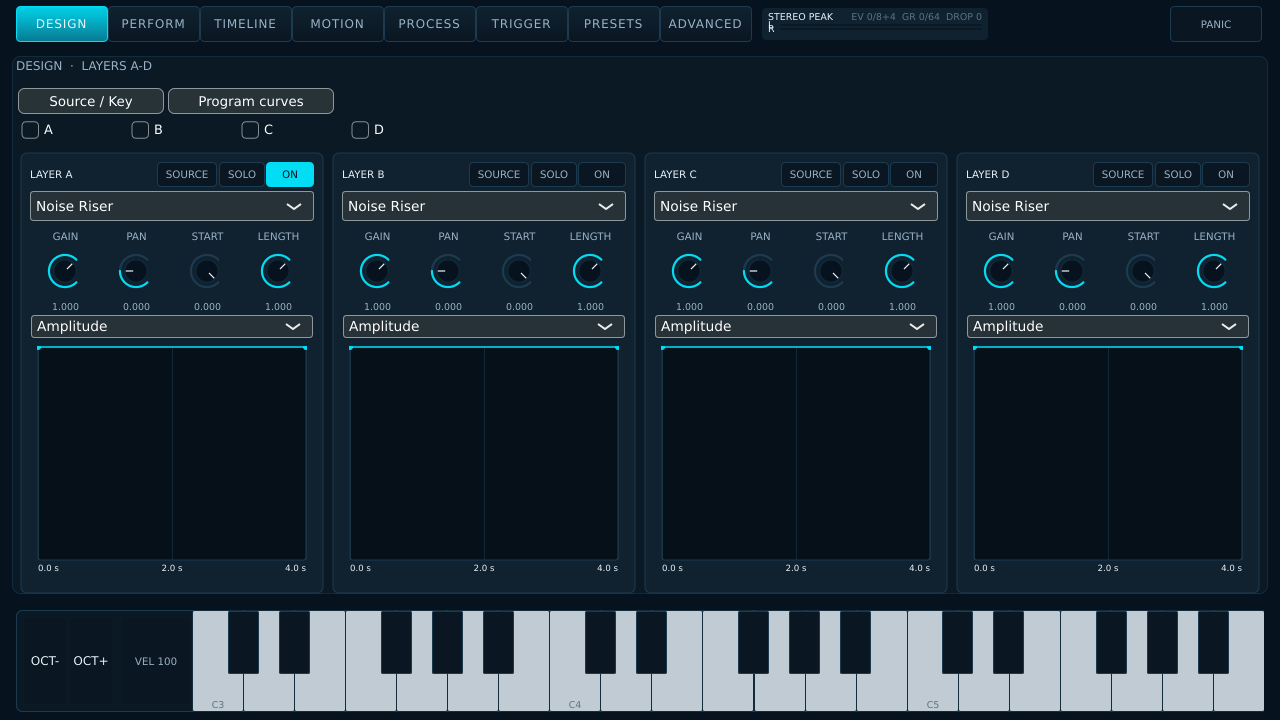 DESIGN PERFORM TIMELINE MOTION PROCESS TRIGGER PRESETS ADVANCED STEREO PEAK EV 0/8+4 GR 0/64 DROP 0 PANIC
L
R
DESIGN · LAYERS A-D
Source / Key Program curves
A B C D
LAYER A SOURCE SOLO ON LAYER B SOURCE SOLO ON LAYER C SOURCE SOLO ON LAYER D SOURCE SOLO ON
Noise Riser Noise Riser Noise Riser Noise Riser
GAIN PAN START LENGTH GAIN PAN START LENGTH GAIN PAN START LENGTH GAIN PAN START LENGTH
1.000 0.000 0.000 1.000 1.000 0.000 0.000 1.000 1.000 0.000 0.000 1.000 1.000 0.000 0.000 1.000
Amplitude Amplitude Amplitude Amplitude
0.0 s 2.0 s 4.0 s 0.0 s 2.0 s 4.0 s 0.0 s 2.0 s 4.0 s 0.0 s 2.0 s 4.0 s
OCT- OCT+ VEL 100
C3 C4 C5